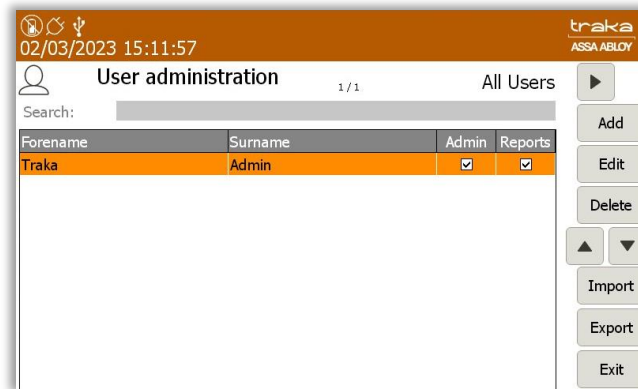 traka
02/03/2023 15:11:57
ASSA ABLOY
User administration
1 / 1
All Users
Search:
Add
Forename Surname Admin Reports
Traka Admin
Edit
Delete
Import
Export
Exit